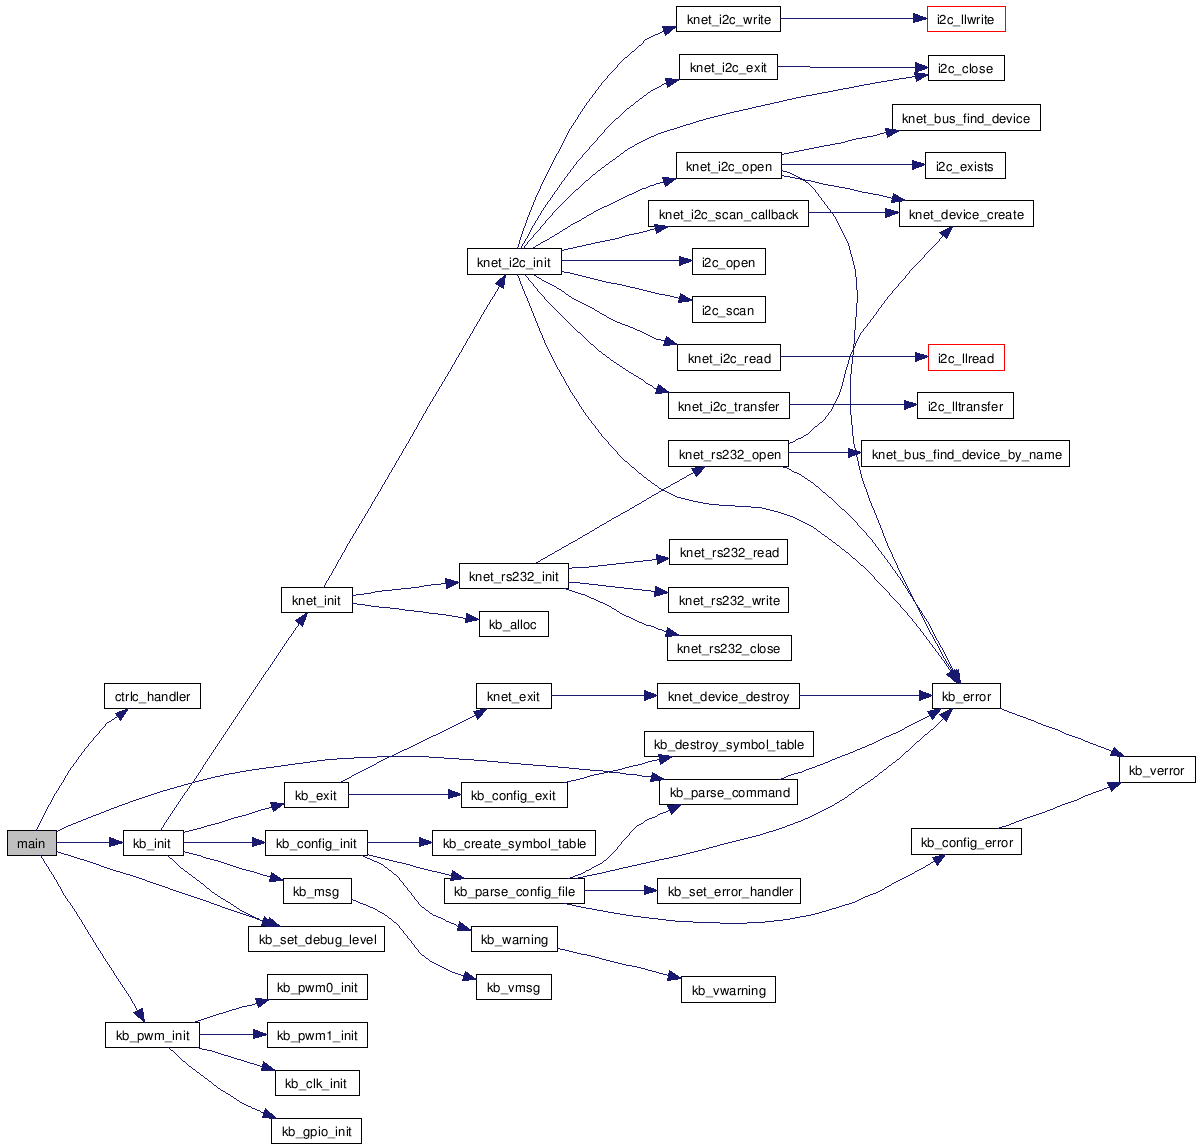 knet_i2c_write
i2c_llwrite
knet_i2c_exit
i2c_close
knet_bus_find_device
knet_i2c_open
i2c_exists
knet_i2c_scan_callback
knet_device_create
knet_i2c_init
i2c_open
i2c_scan
knet_i2c_read
i2c_llread
knet_i2c_transfer
i2c_lltransfer
knet_rs232_open
knet_bus_find_device_by_name
knet_rs232_read
knet_rs232_init
knet_init
knet_rs232_write
kb_alloc
knet_rs232_close
ctrlc_handler
knet_exit
knet_device_destroy
kb_error
kb_destroy_symbol_table
kb_verror
kb_exit
kb_config_exit
kb_parse_command
main
kb_init
kb_config_init
kb_create_symbol_table
kb_config_error
kb_msg
kb_parse_config_file
kb_set_error_handler
kb_set_debug_level
kb_warning
kb_pwm0_init
kb_vmsg
kb_vwarning
kb_pwm_init
kb_pwm1_init
kb_clk_init
kb_gpio_init